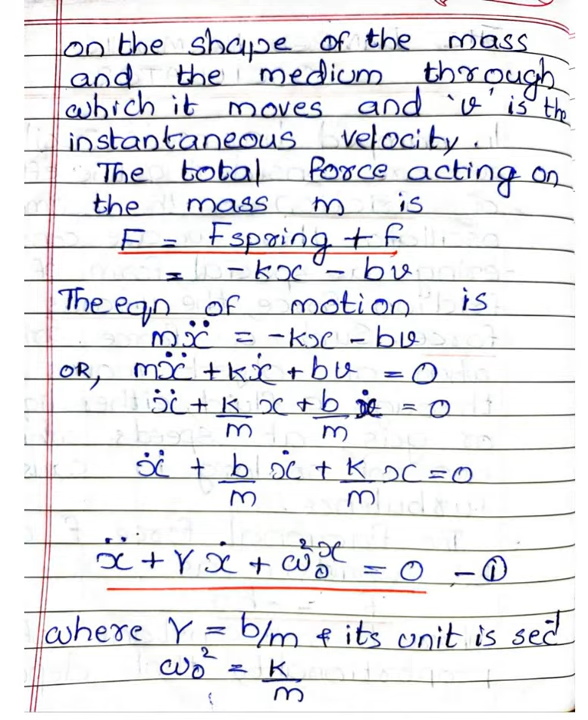 on the shape of the mass
and the medium through
which it moves and 'v' is the
instantaneous velocity.
The total force acting on
the mass m is
F = Fspring + f
= -kx - bv
The eqn of motion is
mẍ = -kx - bv
OR, mẍ + kẋ + bv = 0
ẍ + k/m x + b/m ẋ = 0
ẍ + b/m ẋ + k/m x = 0
ẍ + γ ẋ + ω₀²x = 0 - ①
where γ = b/m & its unit is sec⁻¹
ω₀² = k/m